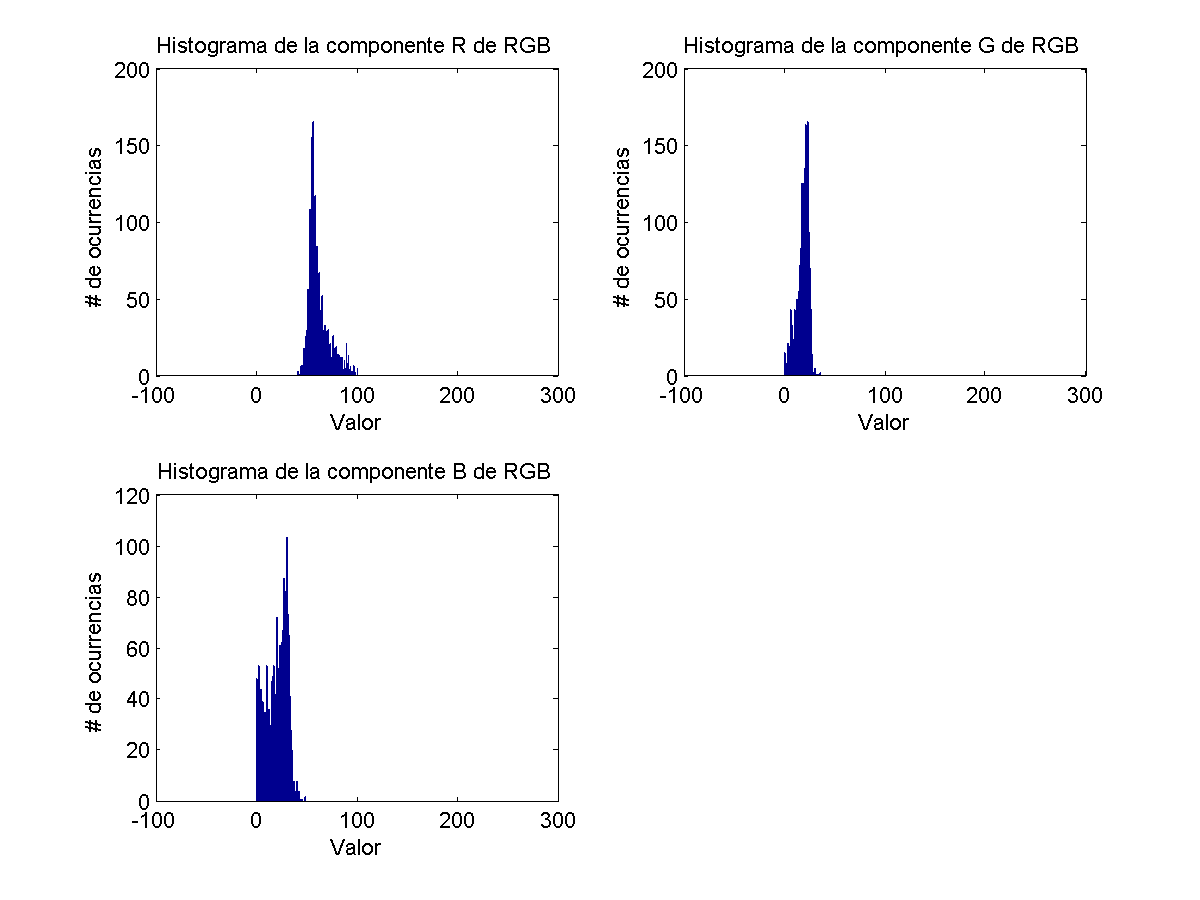 Histograma de la componente R de RGB
200
150
100
50
0
# de ocurrencias
-100 0 100 200 300
Valor
Histograma de la componente G de RGB
200
150
100
50
0
# de ocurrencias
-100 0 100 200 300
Valor
Histograma de la componente B de RGB
120
100
80
60
40
20
0
# de ocurrencias
-100 0 100 200 300
Valor